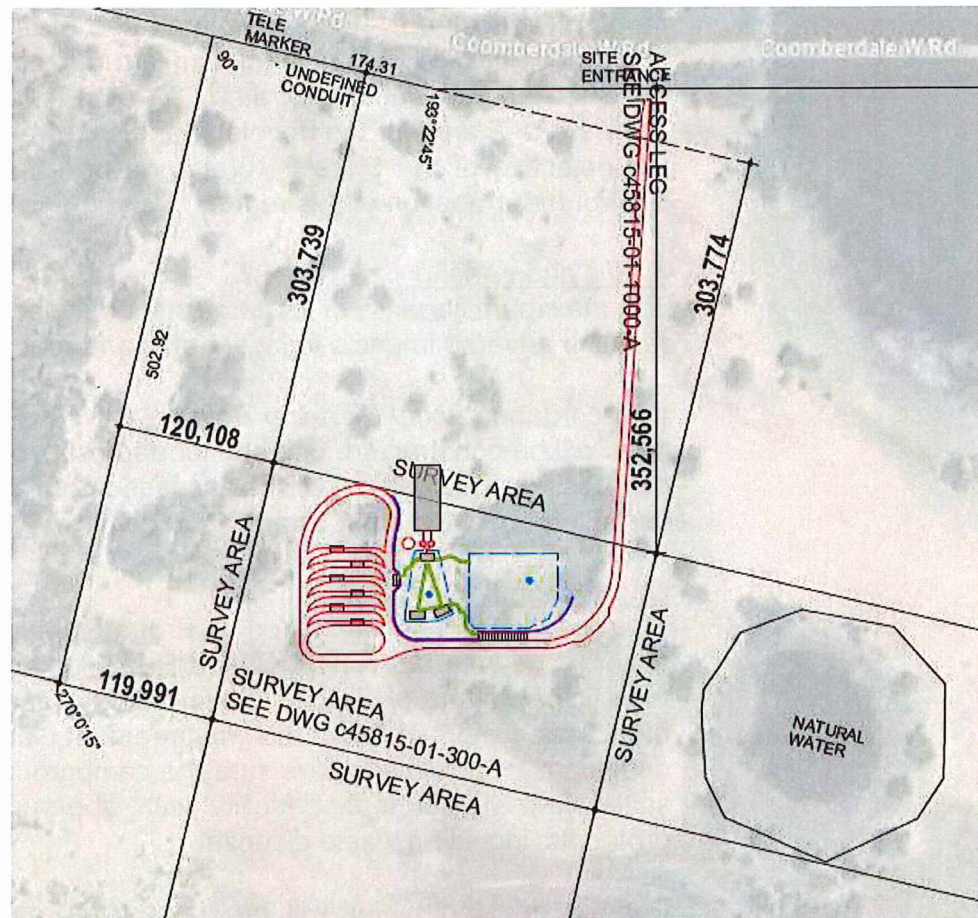 W.Rd
Coomberdale W.Rd
Coomberdale W.Rd
TELE
MARKER
90°
174.31
UNDEFINED
CONDUIT
193°22'45"
SITE
ENTRANCE
ACCESS LEG
SEE DWG c45815-01-1000-A
303,739
303,774
502.92
352,566
120,108
SURVEY AREA
SURVEY AREA
SURVEY AREA
119,991
270°0'15"
SURVEY AREA
SEE DWG c45815-01-300-A
SURVEY AREA
NATURAL
WATER